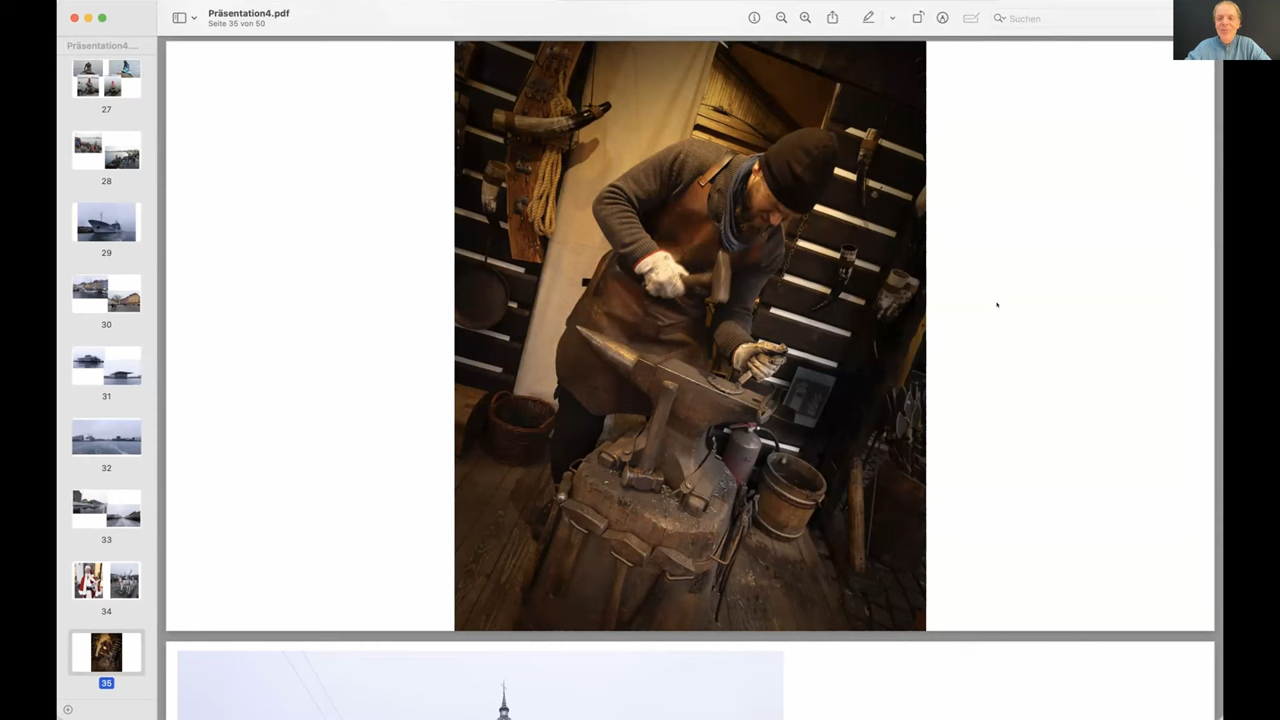 Präsentation4.pdf
Seite 35 von 50
Suchen
Präsentation4....
27
28
29
30
31
32
33
34
35